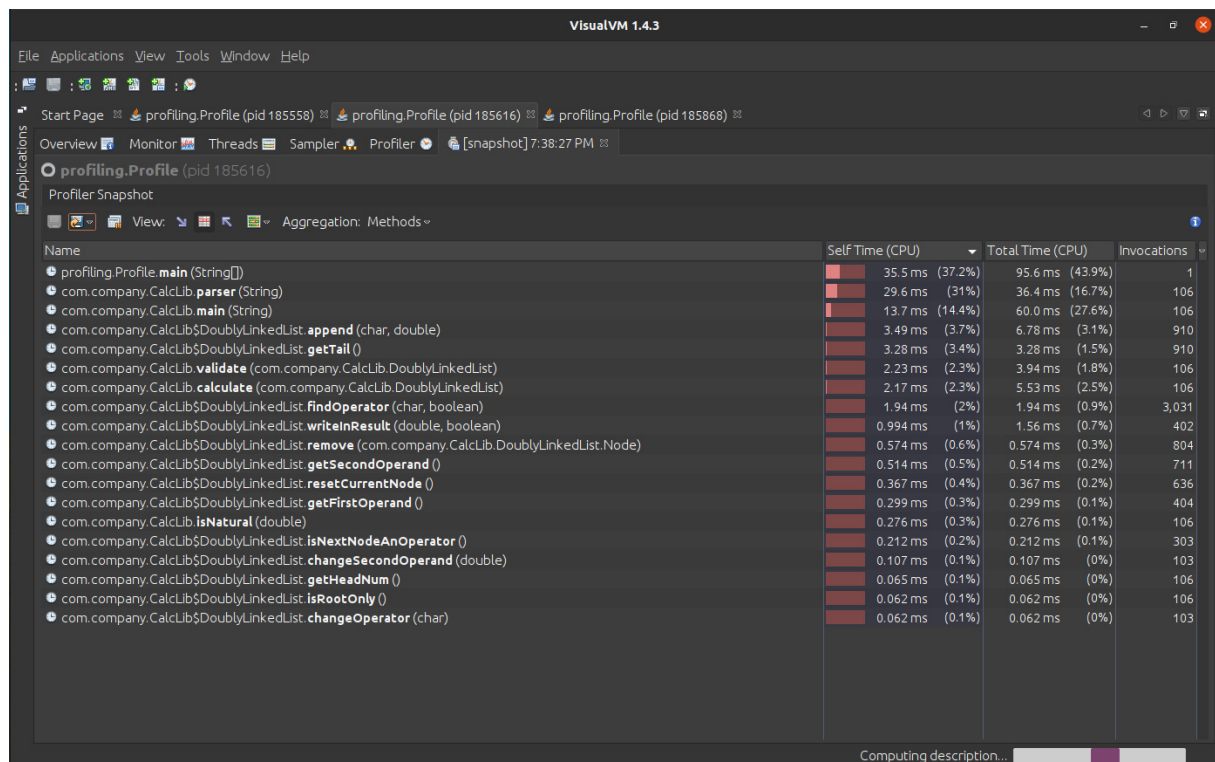 VisualVM 1.4.3
File Applications View Tools Window Help
Start Page profiling.Profile (pid 185558) profiling.Profile (pid 185616) profiling.Profile (pid 185868)
Applications
Overview Monitor Threads Sampler Profiler [snapshot] 7:38:27 PM
profiling.Profile (pid 185616)
Profiler Snapshot
View: Aggregation: Methods
Name Self Time (CPU) Total Time (CPU) Invocations
profiling.Profile.main (String[]) 35.5 ms (37.2%) 95.6 ms (43.9%) 1
com.company.CalcLib.parser (String) 29.6 ms (31%) 36.4 ms (16.7%) 106
com.company.CalcLib.main (String) 13.7 ms (14.4%) 60.0 ms (27.6%) 106
com.company.CalcLib$DoublyLinkedList.append (char, double) 3.49 ms (3.7%) 6.78 ms (3.1%) 910
com.company.CalcLib$DoublyLinkedList.getTail () 3.28 ms (3.4%) 3.28 ms (1.5%) 910
com.company.CalcLib.validate (com.company.CalcLib.DoublyLinkedList) 2.23 ms (2.3%) 3.94 ms (1.8%) 106
com.company.CalcLib.calculate (com.company.CalcLib.DoublyLinkedList) 2.17 ms (2.3%) 5.53 ms (2.5%) 106
com.company.CalcLib$DoublyLinkedList.findOperator (char, boolean) 1.94 ms (2%) 1.94 ms (0.9%) 3,031
com.company.CalcLib$DoublyLinkedList.writeInResult (double, boolean) 0.994 ms (1%) 1.56 ms (0.7%) 402
com.company.CalcLib$DoublyLinkedList.remove (com.company.CalcLib.DoublyLinkedList.Node) 0.574 ms (0.6%) 0.574 ms (0.3%) 804
com.company.CalcLib$DoublyLinkedList.getSecondOperand () 0.514 ms (0.5%) 0.514 ms (0.2%) 711
com.company.CalcLib$DoublyLinkedList.resetCurrentNode () 0.367 ms (0.4%) 0.367 ms (0.2%) 636
com.company.CalcLib$DoublyLinkedList.getFirstOperand () 0.299 ms (0.3%) 0.299 ms (0.1%) 404
com.company.CalcLib.isNatural (double) 0.276 ms (0.3%) 0.276 ms (0.1%) 106
com.company.CalcLib$DoublyLinkedList.isNextNodeAnOperator () 0.212 ms (0.2%) 0.212 ms (0.1%) 303
com.company.CalcLib$DoublyLinkedList.changeSecondOperand (double) 0.107 ms (0.1%) 0.107 ms (0%) 103
com.company.CalcLib$DoublyLinkedList.getHeadNum () 0.065 ms (0.1%) 0.065 ms (0%) 106
com.company.CalcLib$DoublyLinkedList.isRootOnly () 0.062 ms (0.1%) 0.062 ms (0%) 106
com.company.CalcLib$DoublyLinkedList.changeOperator (char) 0.062 ms (0.1%) 0.062 ms (0%) 103
Computing description...